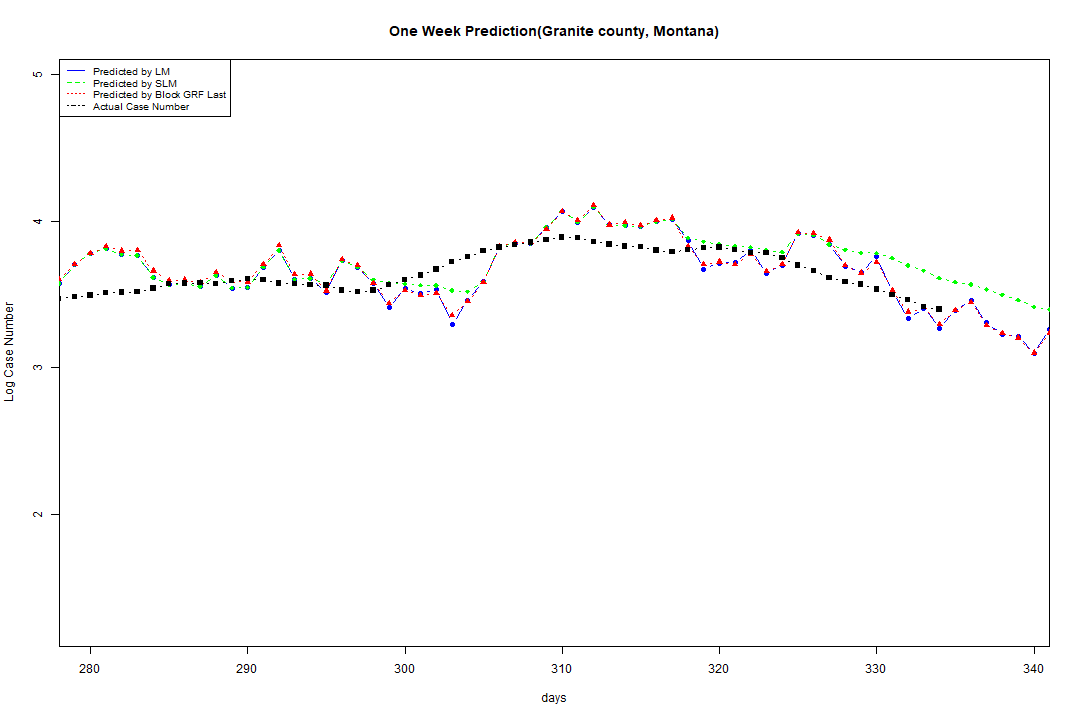 One Week Prediction(Granite county, Montana)
Predicted by LM
Predicted by SLM
Predicted by Block GRF Last
Actual Case Number
5
4
3
2
Log Case Number
280 290 300 310 320 330 340
days